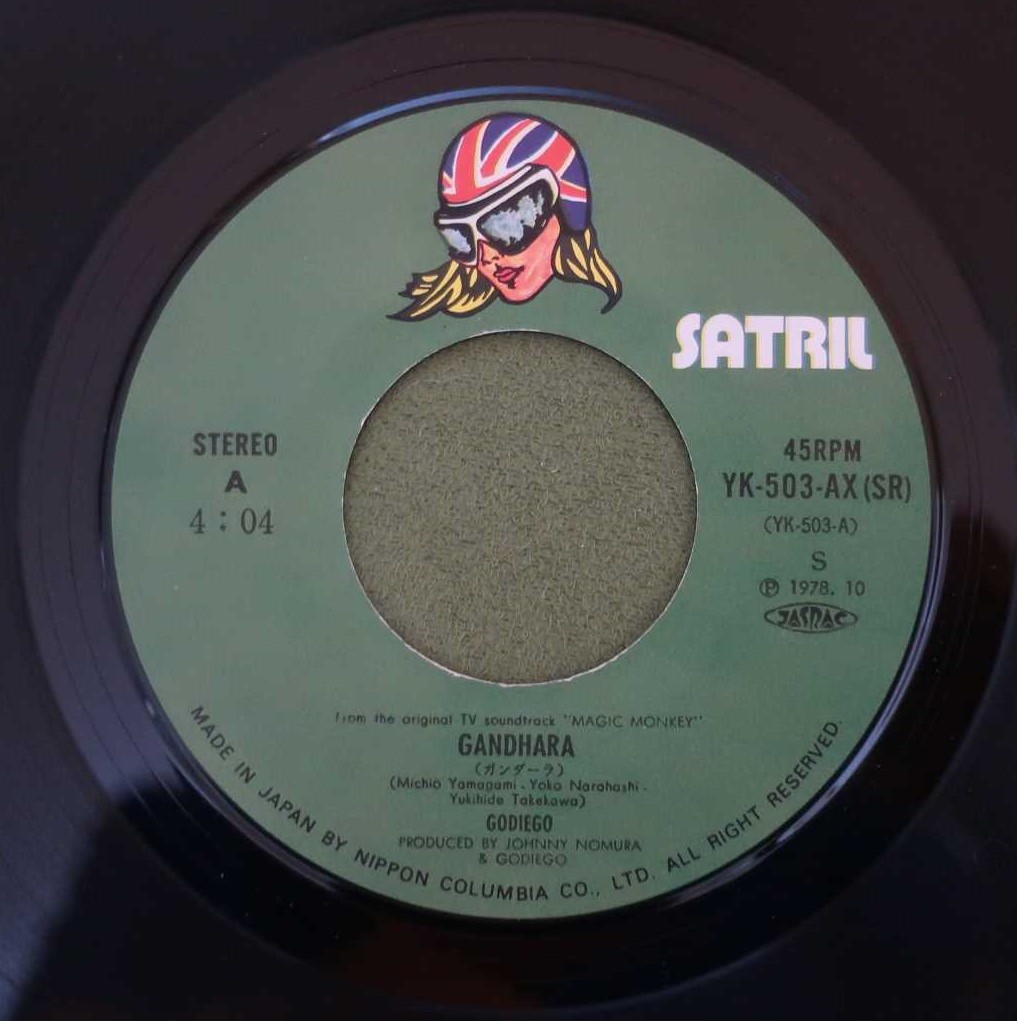 SATRIL
STEREO
A
4:04
45RPM
YK-503-AX (SR)
(YK-503-A)
S
℗ 1978. 10
JASRAC
from the original TV soundtrack "MAGIC MONKEY"
GANDHARA
(ガンダーラ)
(Michio Yamagami - Yoko Narahashi -
Yukihide Takekawa)
GODIEGO
PRODUCED BY JOHNNY NOMURA
& GODIEGO
MADE IN JAPAN BY NIPPON COLUMBIA CO., LTD. ALL RIGHT RESERVED.